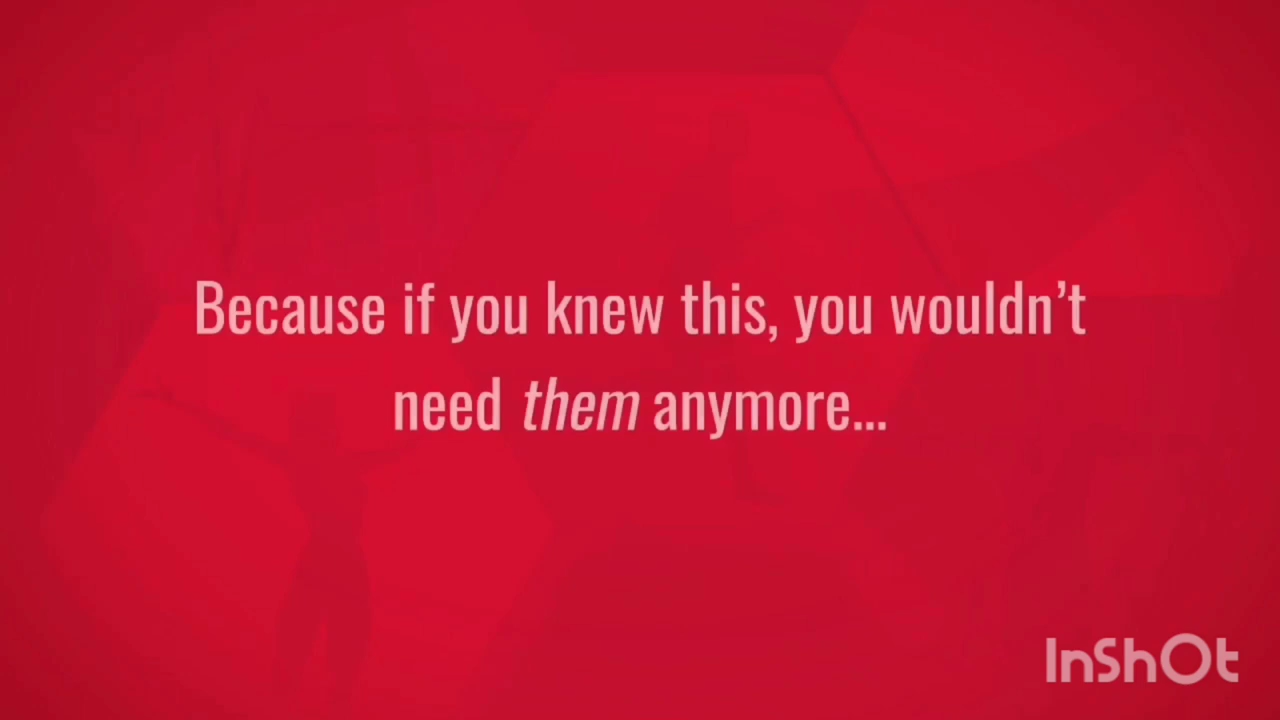 Because if you knew this, you wouldn’t
need them anymore...
InShOt